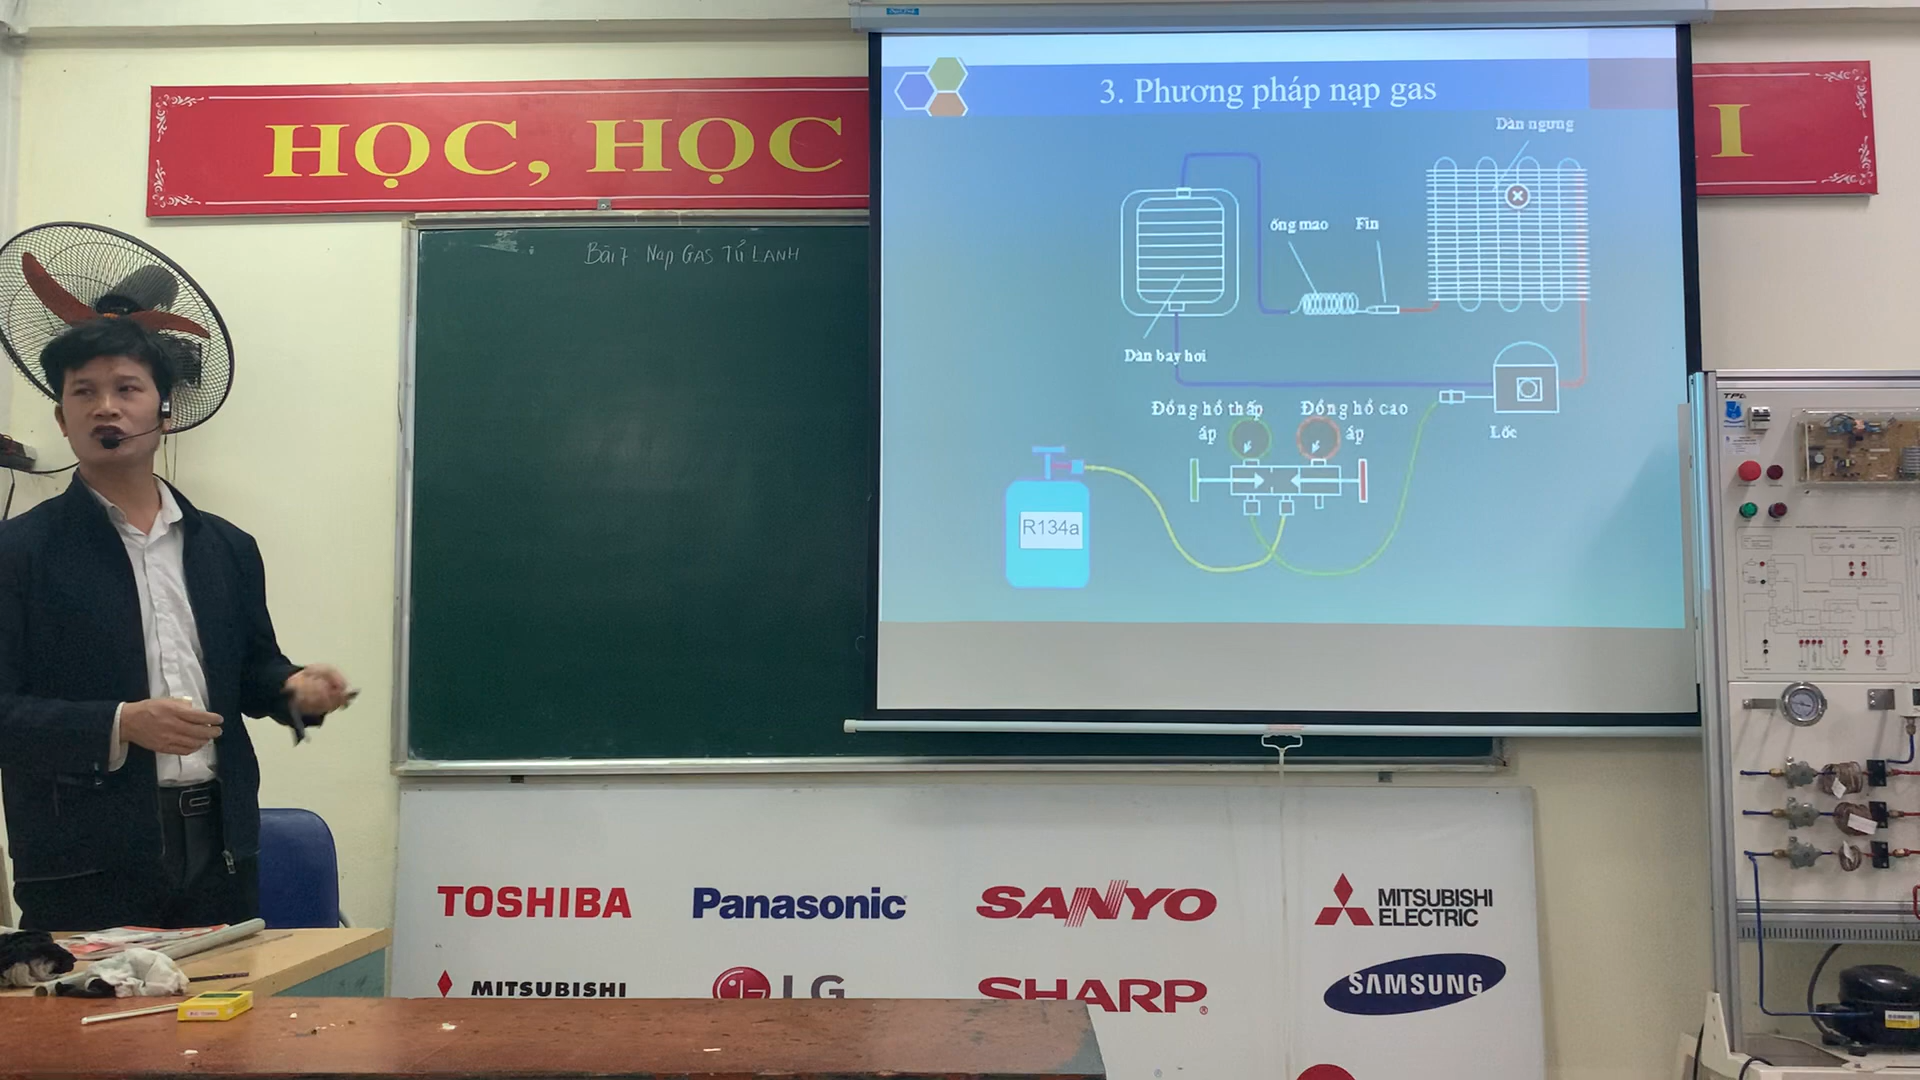 HỌC, HỌC
I
Bài 7: Nạp GAS TỦ LẠNH
3. Phương pháp nạp gas
Dàn ngưng
ống mao
Fin
Dàn bay hơi
Đồng hồ thấp
áp
Đồng hồ cao
áp
Lốc
R134a
TOSHIBA
Panasonic
SANYO
MITSUBISHI
ELECTRIC
MITSUBISHI
LG
SHARP
SAMSUNG